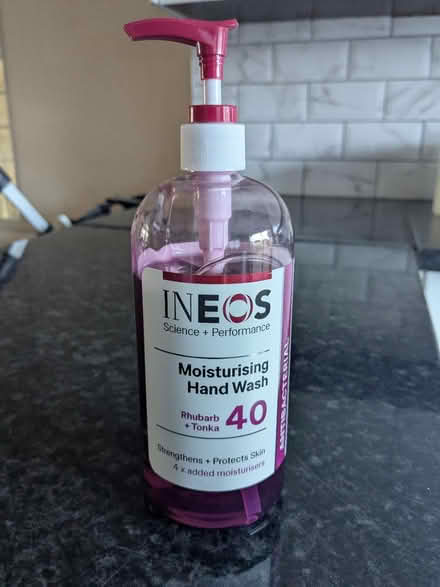 INEOS
Science + Performance
Moisturising
Hand Wash
Rhubarb
+ Tonka
40
Strengthens + Protects Skin
4 x added moisturisers
ANTIBACTERIAL